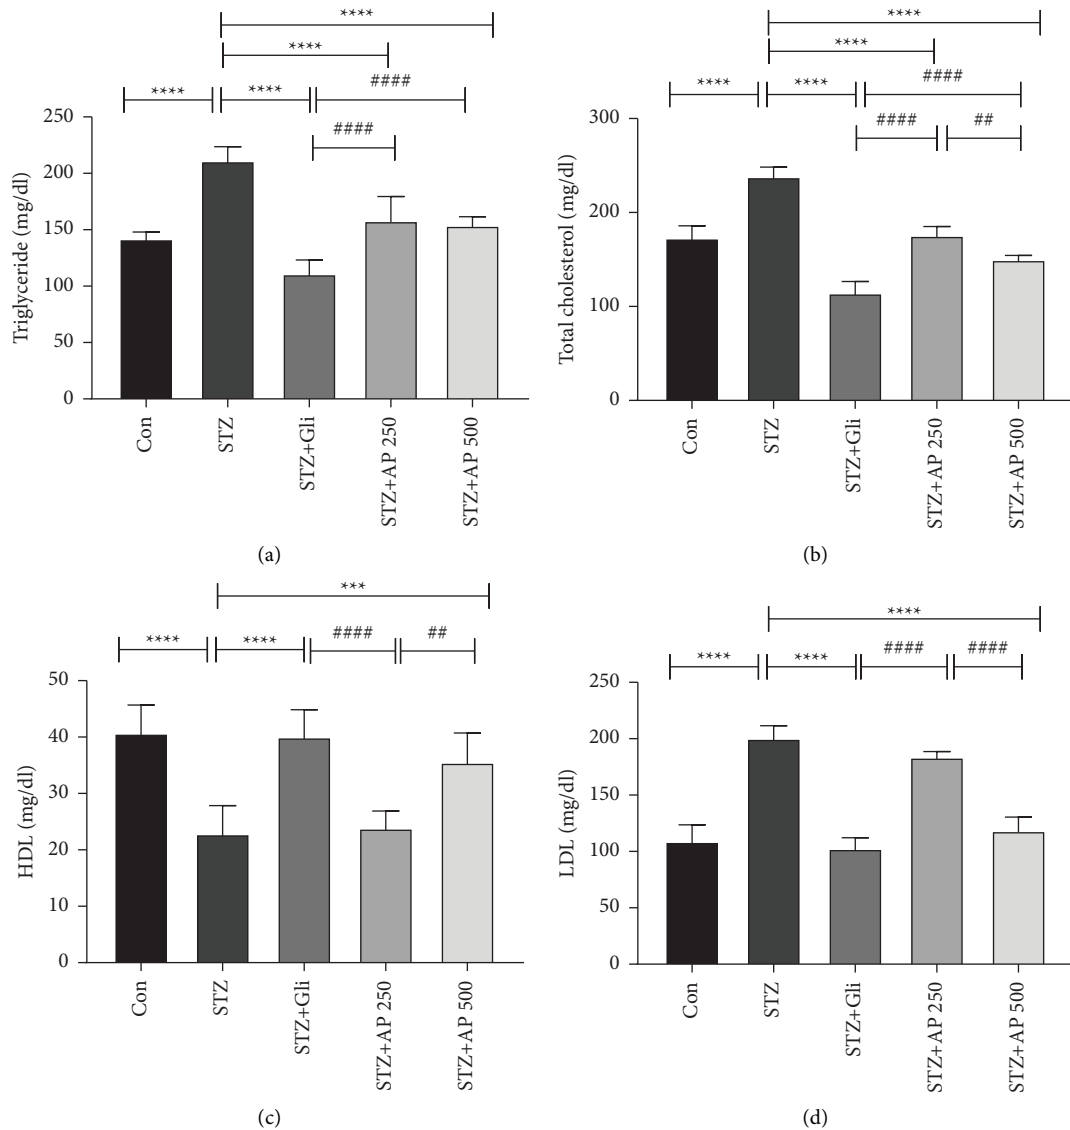 ****
****
****
****
####
####
Triglyceride (mg/dl)
250
200
150
100
50
0
Con
STZ
STZ+Gli
STZ+AP 250
STZ+AP 500
(a)
****
****
****
****
####
####
##
Total cholesterol (mg/dl)
300
200
100
0
Con
STZ
STZ+Gli
STZ+AP 250
STZ+AP 500
(b)
***
****
****
####
##
HDL (mg/dl)
50
40
30
20
10
0
Con
STZ
STZ+Gli
STZ+AP 250
STZ+AP 500
(c)
****
****
****
####
####
LDL (mg/dl)
250
200
150
100
50
0
Con
STZ
STZ+Gli
STZ+AP 250
STZ+AP 500
(d)